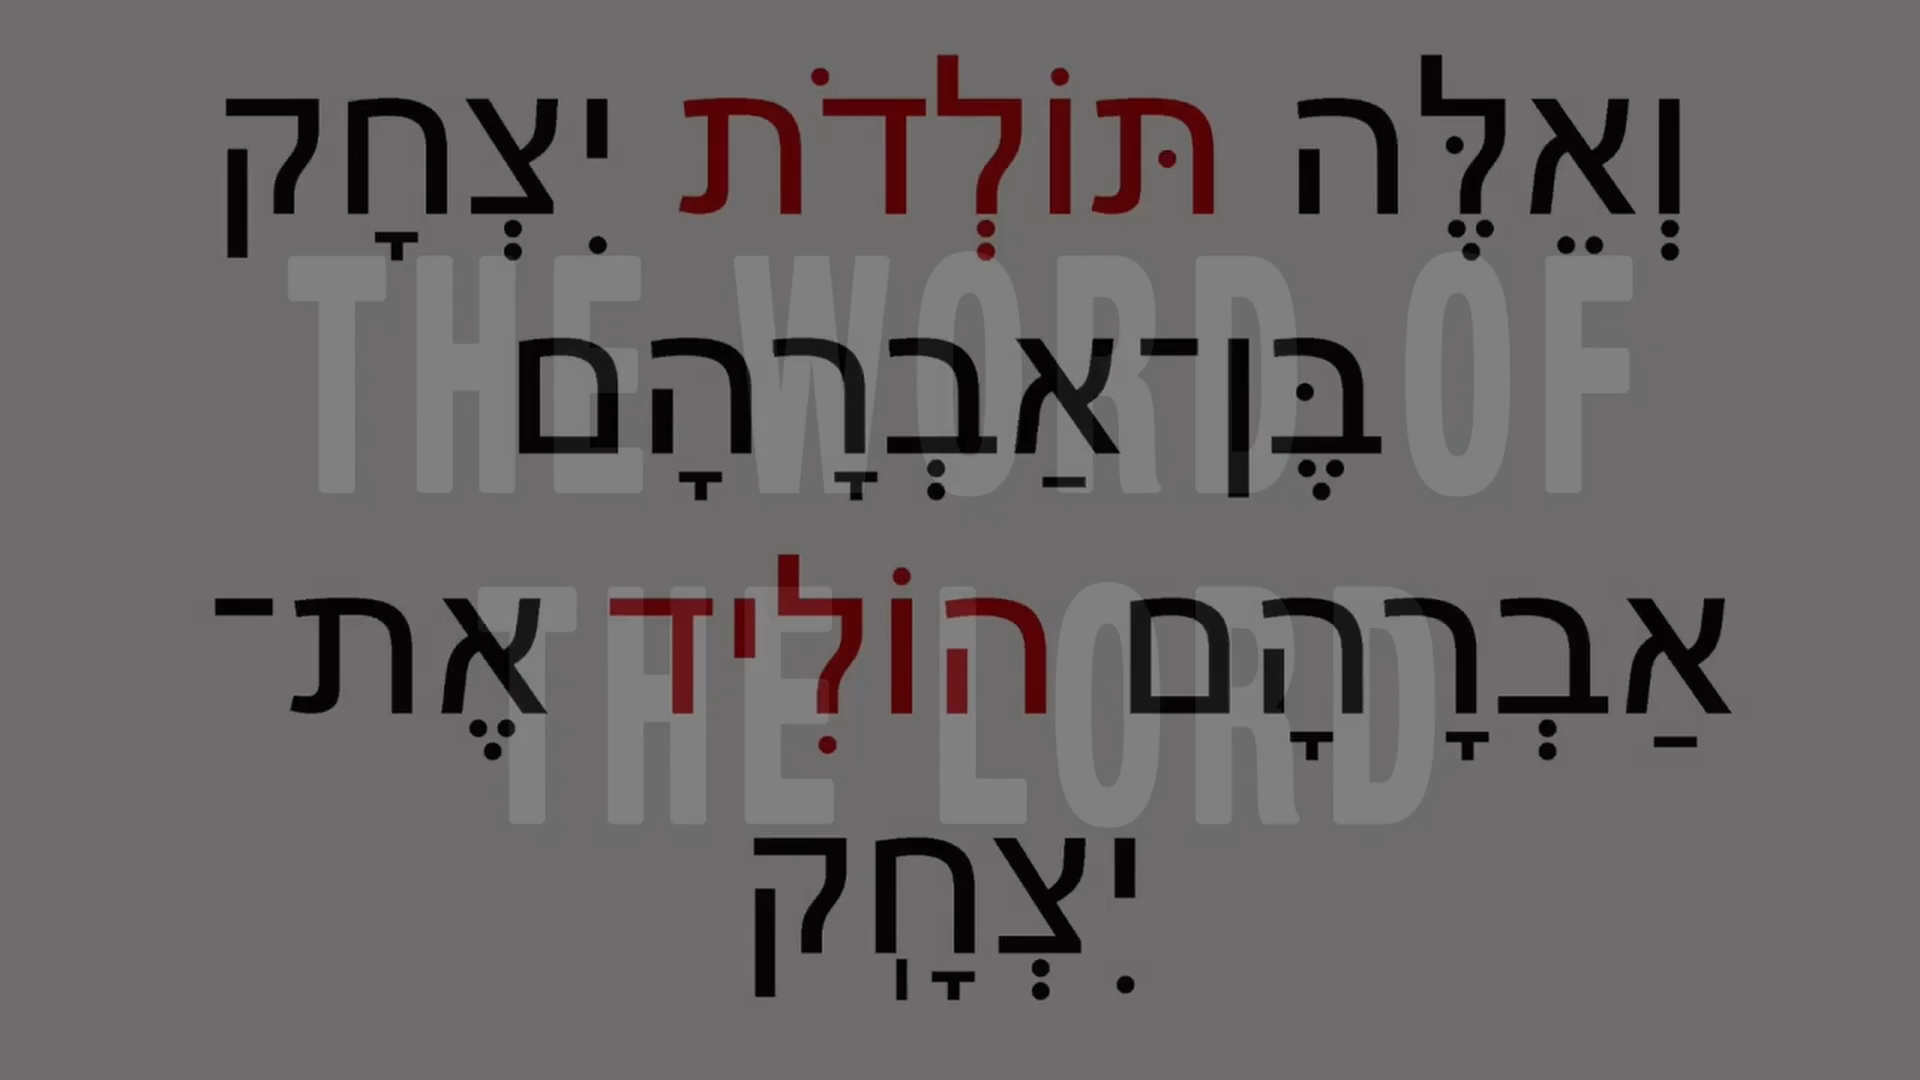 וְאֵלֶּה תּוֹלְדֹת יִצְחָק
THE WORD OF
בֶּן־אַבְרָהָם
אַבְרָהָם הוֹלִיד אֶת־
THE LORD
יִצְחָֽק